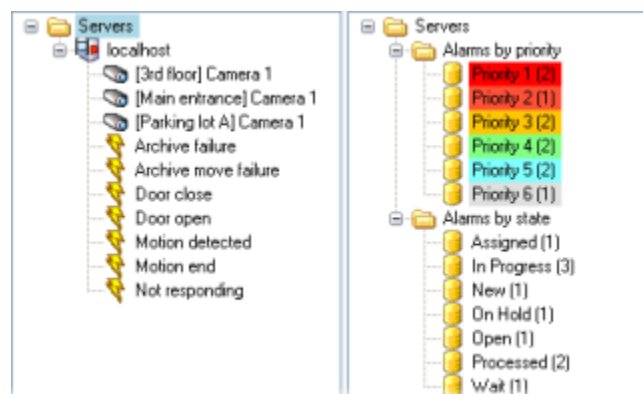 Servers
localhost
[3rd floor] Camera 1
[Main entrance] Camera 1
[Parking lot A] Camera 1
Archive failure
Archive move failure
Door close
Door open
Motion detected
Motion end
Not responding
Servers
Alarms by priority
Priority 1 (2)
Priority 2 (1)
Priority 3 (2)
Priority 4 (2)
Priority 5 (2)
Priority 6 (1)
Alarms by state
Assigned (1)
In Progress (3)
New (1)
On Hold (1)
Open (1)
Processed (2)
Wait (1)